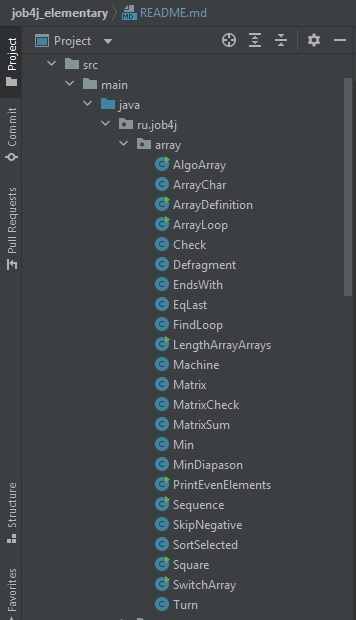 job4j_elementary README.md
Project
Project
Commit
Pull Requests
Structure
Favorites
src
main
java
ru.job4j
array
AlgoArray
ArrayChar
ArrayDefinition
ArrayLoop
Check
Defragment
EndsWith
EqLast
FindLoop
LengthArrayArrays
Machine
Matrix
MatrixCheck
MatrixSum
Min
MinDiapason
PrintEvenElements
Sequence
SkipNegative
SortSelected
Square
SwitchArray
Turn